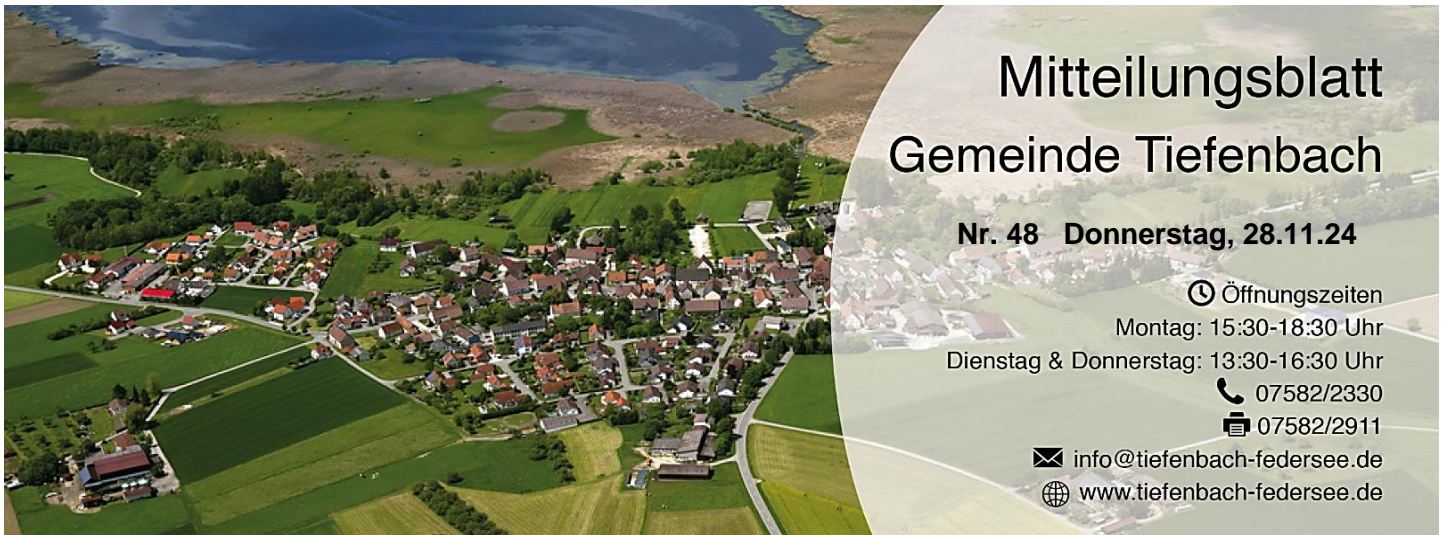 Mitteilungsblatt
Gemeinde Tiefenbach
Nr. 48 Donnerstag, 28.11.24
Öffnungszeiten
Montag: 15:30-18:30 Uhr
Dienstag & Donnerstag: 13:30-16:30 Uhr
07582/2330
07582/2911
info@tiefenbach-federsee.de
www.tiefenbach-federsee.de